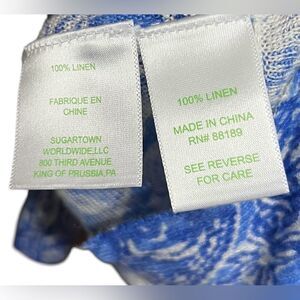 100% LINEN
FABRIQUE EN
CHINE
SUGARTOWN
WORLDWIDE,LLC
800 THIRD AVENUE
KING OF PRUSSIA,PA
100% LINEN
MADE IN CHINA
RN# 88189
SEE REVERSE
FOR CARE